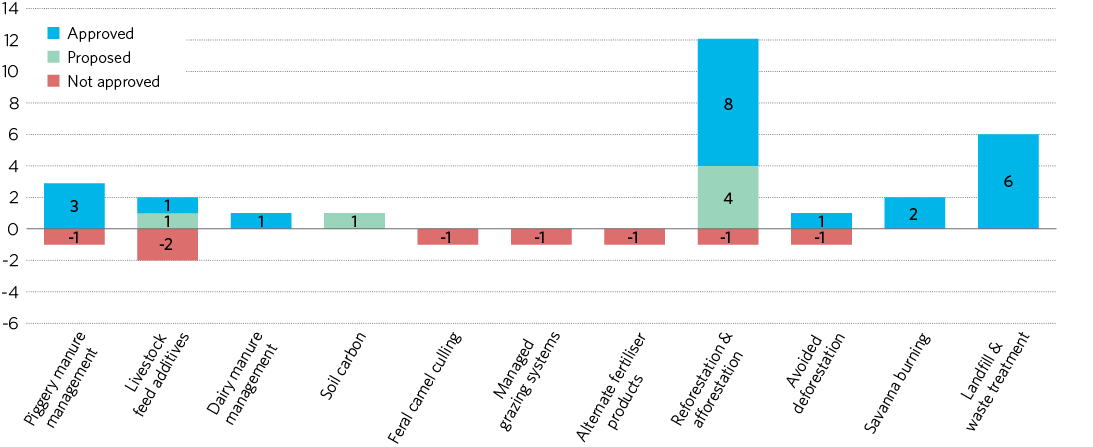 14
12
10
8
6
4
2
0
-2
-4
-6
Approved
Proposed
Not approved
3
-1
1
1
-2
1
1
-1
-1
-1
8
4
-1
1
-1
2
6
Piggery manure
management
Livestock
feed additives
Dairy manure
management
Soil carbon
Feral camel culling
Managed
grazing systems
Alternate fertiliser
products
Reforestation &
afforestation
Avoided
deforestation
Savanna burning
Landfill &
waste treatment